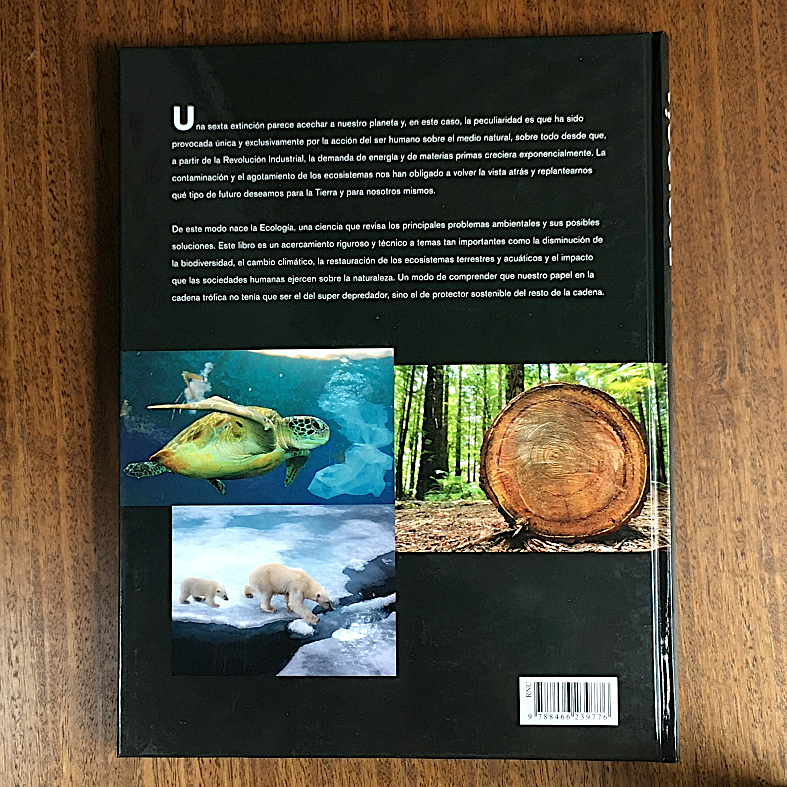 Una sexta extinción parece acechar a nuestro planeta y, en este caso, la peculiaridad es que ha sido
provocada única y exclusivamente por la acción del ser humano sobre el medio natural, sobre todo desde que,
a partir de la Revolución Industrial, la demanda de energía y de materias primas creciera exponencialmente. La
contaminación y el agotamiento de los ecosistemas nos han obligado a volver la vista atrás y replantearnos
qué tipo de futuro deseamos para la Tierra y para nosotros mismos.
De este modo nace la Ecología, una ciencia que revisa los principales problemas ambientales y sus posibles
soluciones. Este libro es un acercamiento riguroso y técnico a temas tan importantes como la disminución de
la biodiversidad, el cambio climático, la restauración de los ecosistemas terrestres y acuáticos y el impacto
que las sociedades humanas ejercen sobre la naturaleza. Un modo de comprender que nuestro papel en la
cadena trófica no tenía que ser el del super depredador, sino el de protector sostenible del resto de la cadena.
RNC
9 788466 239776